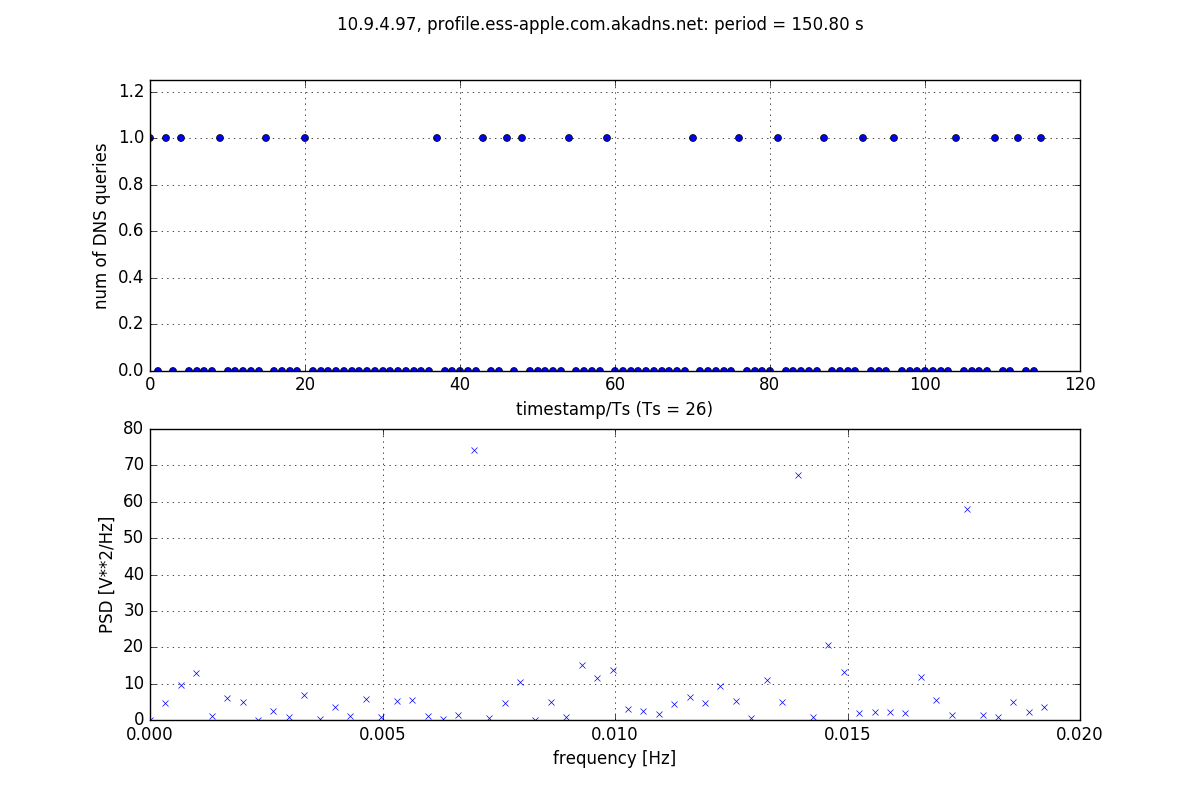 10.9.4.97, profile.ess-apple.com.akadns.net: period = 150.80 s
1.2
1.0
0.8
0.6
0.4
0.2
0.0
num of DNS queries
0 20 40 60 80 100 120
timestamp/Ts (Ts = 26)
80
70
60
50
40
30
20
10
0
PSD [V**2/Hz]
0.000 0.005 0.010 0.015 0.020
frequency [Hz]